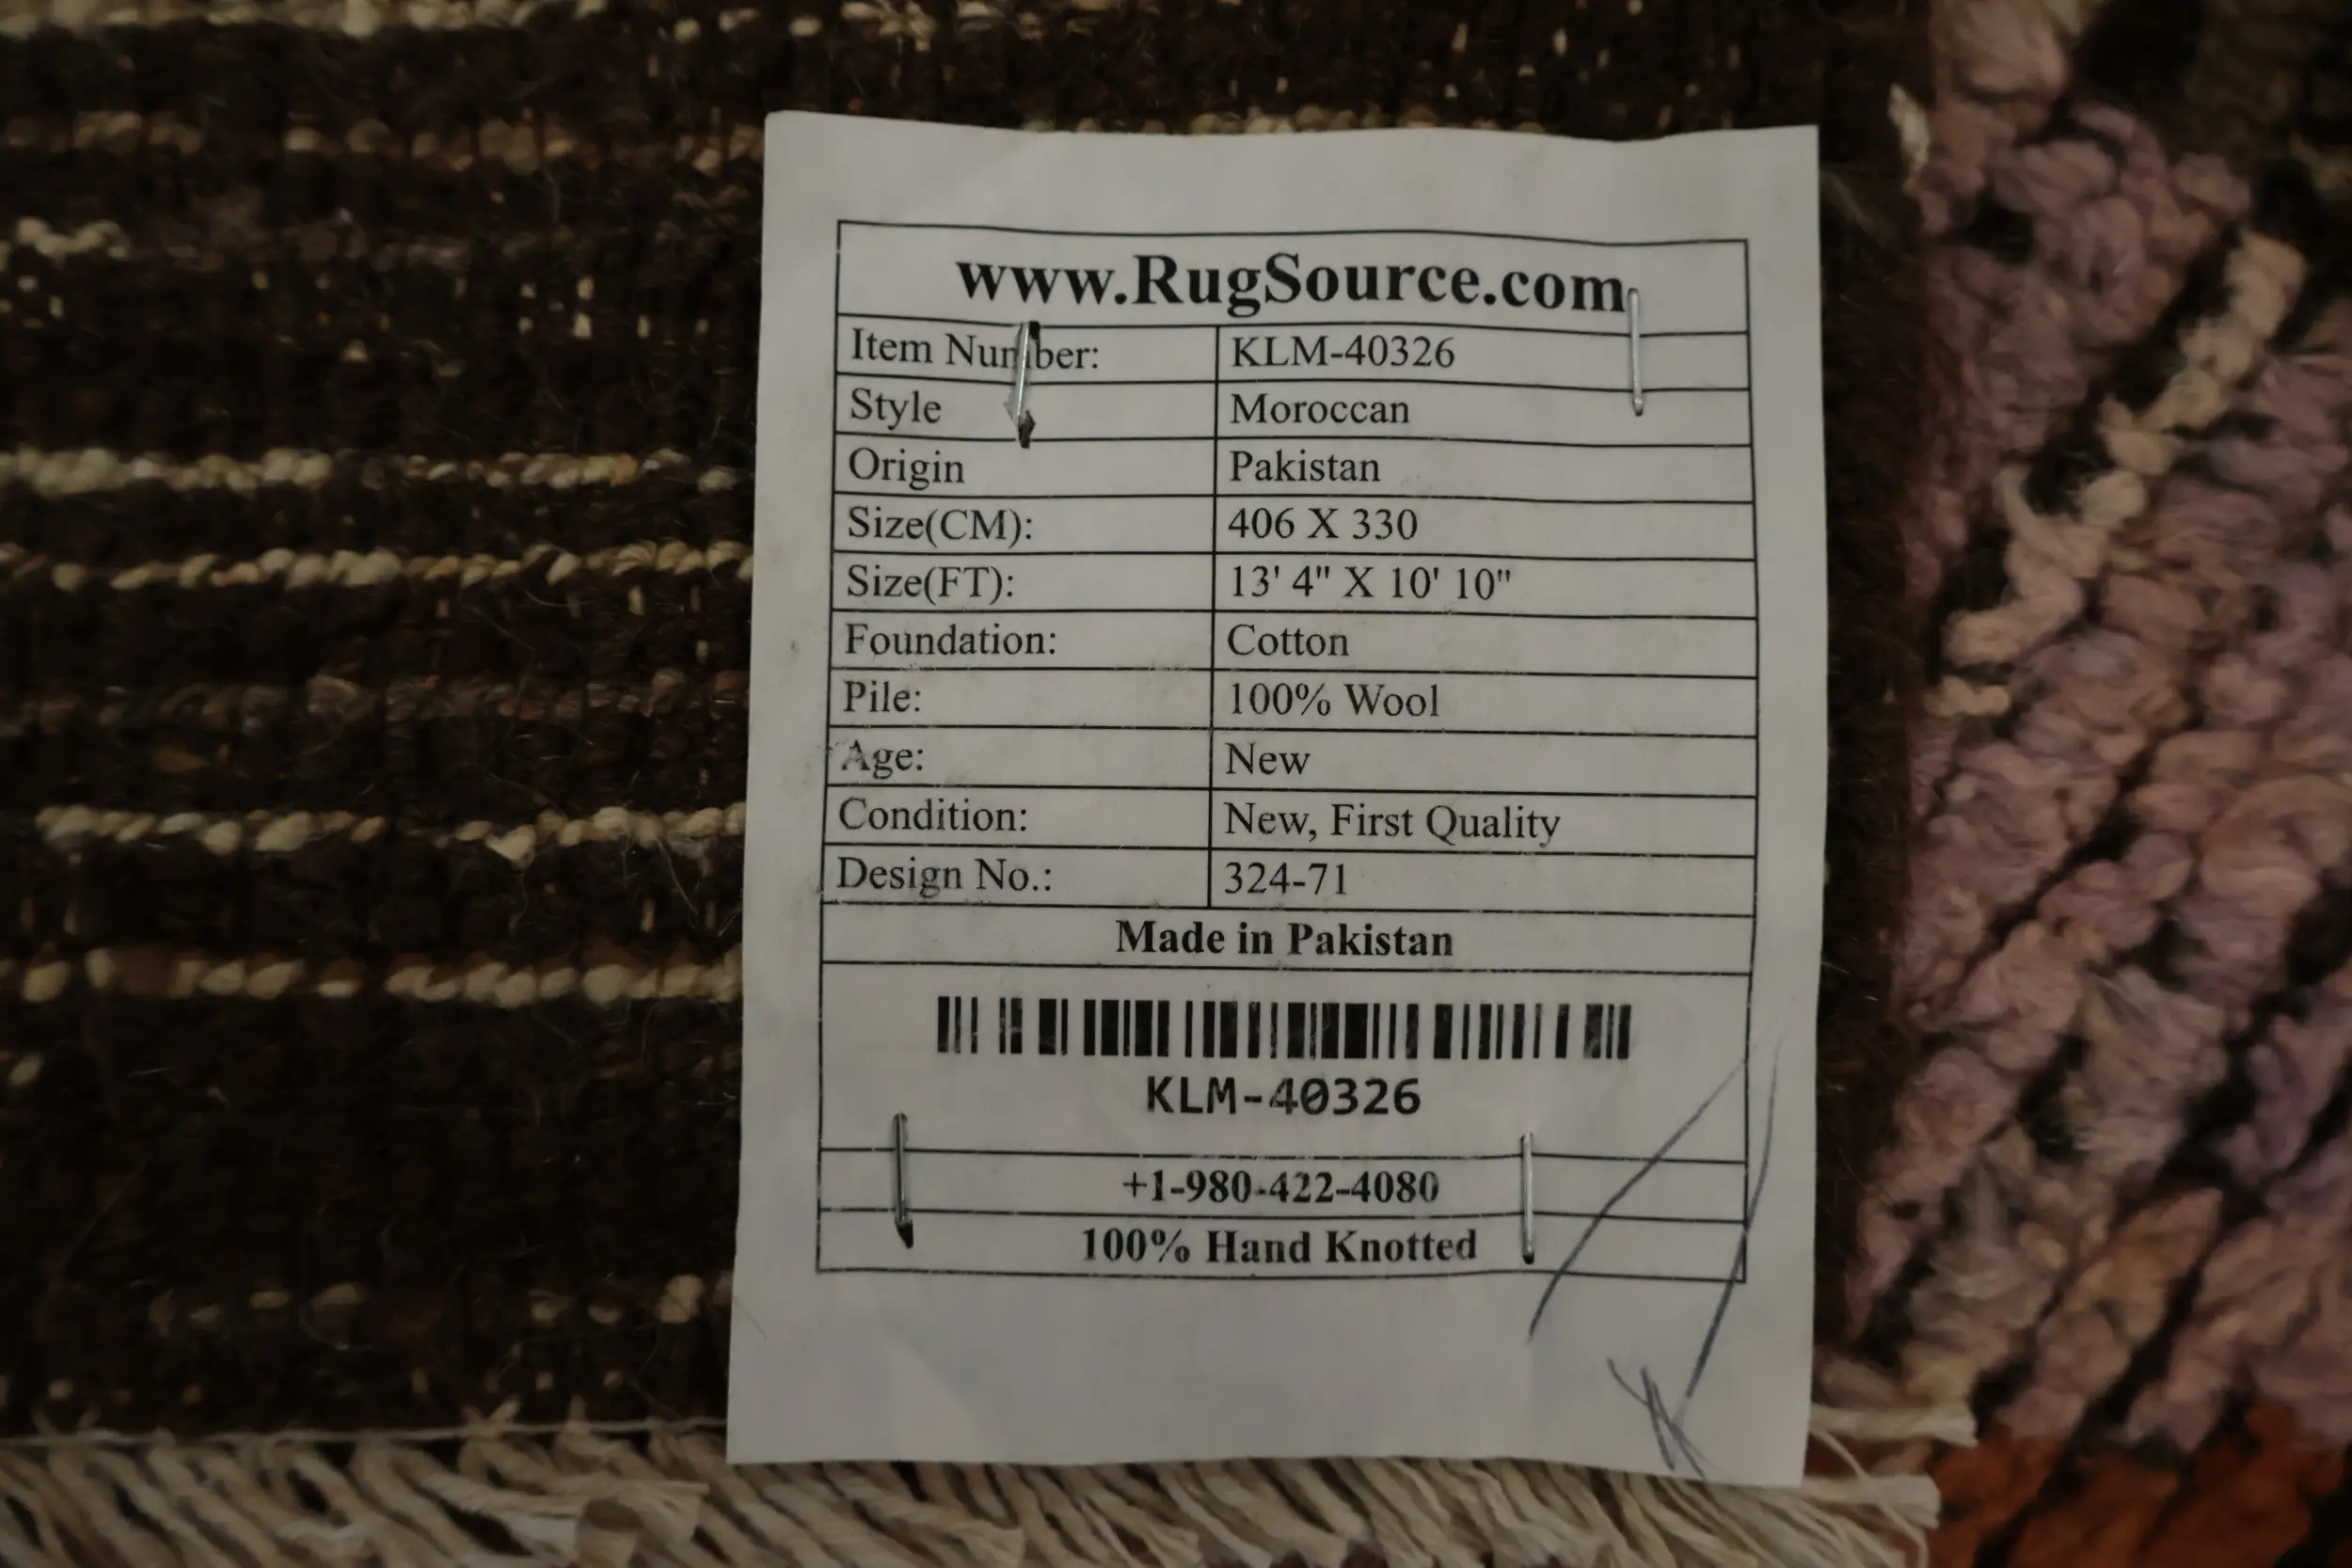 www.RugSource.com
Item Number: KLM-40326
Style Moroccan
Origin Pakistan
Size(CM): 406 X 330
Size(FT): 13' 4" X 10' 10"
Foundation: Cotton
Pile: 100% Wool
Age: New
Condition: New, First Quality
Design No.: 324-71
Made in Pakistan
KLM-40326
+1-980-422-4080
100% Hand Knotted